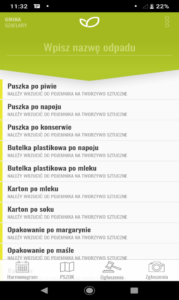 11:32
GMINA
Wpisz nazwę odpadu
Puszka po piwie
NALEŻY WRZUCIĆ DO POJEMNIKA NA TWORZYWO SZTUCZNE
Puszka po napoju
NALEŻY WRZUCIĆ DO POJEMNIKA NA TWORZYWO SZTUCZNE
Puszka po konserwie
NALEŻY WRZUCIĆ DO POJEMNIKA NA TWORZYWO SZTUCZNE
Butelka plastikowa po napoju
NALEŻY WRZUCIĆ DO POJEMNIKA NA TWORZYWO SZTUCZNE
Butelka plastikowa po mleku
NALEŻY WRZUCIĆ DO POJEMNIKA NA TWORZYWO SZTUCZNE
Karton po mleku
NALEŻY WRZUCIĆ DO POJEMNIKA NA TWORZYWO SZTUCZNE
Karton po soku
NALEŻY WRZUCIĆ DO POJEMNIKA NA TWORZYWO SZTUCZNE
Opakowanie po margarynie
NALEŻY WRZUCIĆ DO POJEMNIKA NA TWORZYWO SZTUCZNE
Opakowanie po maśle
NALEŻY WRZUCIĆ DO POJEMNIKA NA TWORZYWO SZTUCZNE
Harmonogram PSZOK Zgłoszenia